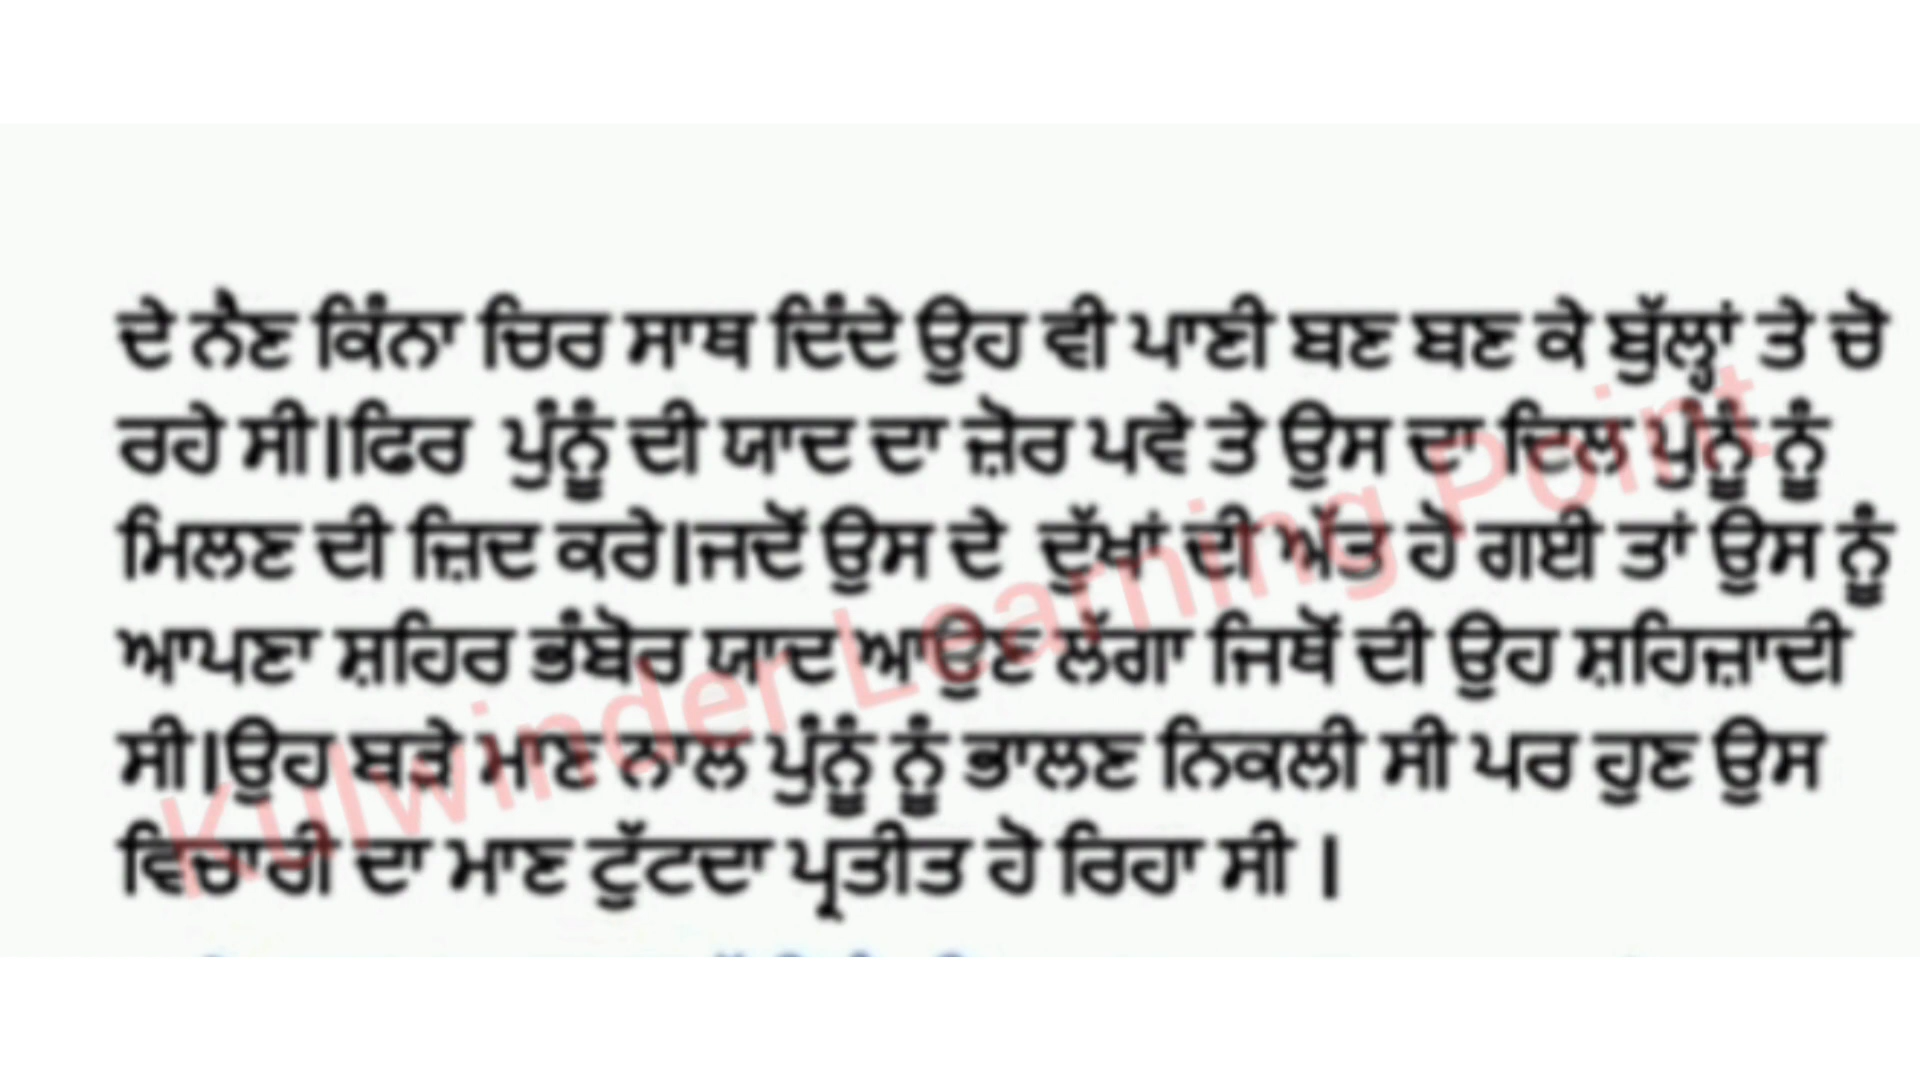 ਦੇ ਨੈਣ ਕਿੰਨਾ ਚਿਰ ਸਾਥ ਦਿੰਦੇ ਉਹ ਵੀ ਪਾਣੀ ਬਣ ਬਣ ਕੇ ਬੁੱਲ੍ਹਾਂ ਤੇ ਚੋ
ਰਹੇ ਸੀ।ਫਿਰ ਪੁੰਨੂੰ ਦੀ ਯਾਦ ਦਾ ਜ਼ੋਰ ਪਵੇ ਤੇ ਉਸ ਦਾ ਦਿਲ ਪੁੰਨੂੰ ਨੂੰ
ਮਿਲਣ ਦੀ ਜ਼ਿਦ ਕਰੇ।ਜਦੋਂ ਉਸ ਦੇ ਦੁੱਖਾਂ ਦੀ ਅੱਤ ਹੋ ਗਈ ਤਾਂ ਉਸ ਨੂੰ
ਆਪਣਾ ਸ਼ਹਿਰ ਭੰਬੋਰ ਯਾਦ ਆਉਣ ਲੱਗਾ ਜਿਥੋਂ ਦੀ ਉਹ ਸ਼ਹਿਜ਼ਾਦੀ
ਸੀ।ਉਹ ਬੜੇ ਮਾਣ ਨਾਲ ਪੁੰਨੂੰ ਨੂੰ ਭਾਲਣ ਨਿਕਲੀ ਸੀ ਪਰ ਹੁਣ ਉਸ
ਵਿਚਾਰੀ ਦਾ ਮਾਣ ਟੁੱਟਦਾ ਪ੍ਰਤੀਤ ਹੋ ਰਿਹਾ ਸੀ ।
Kulwinder Learning Point